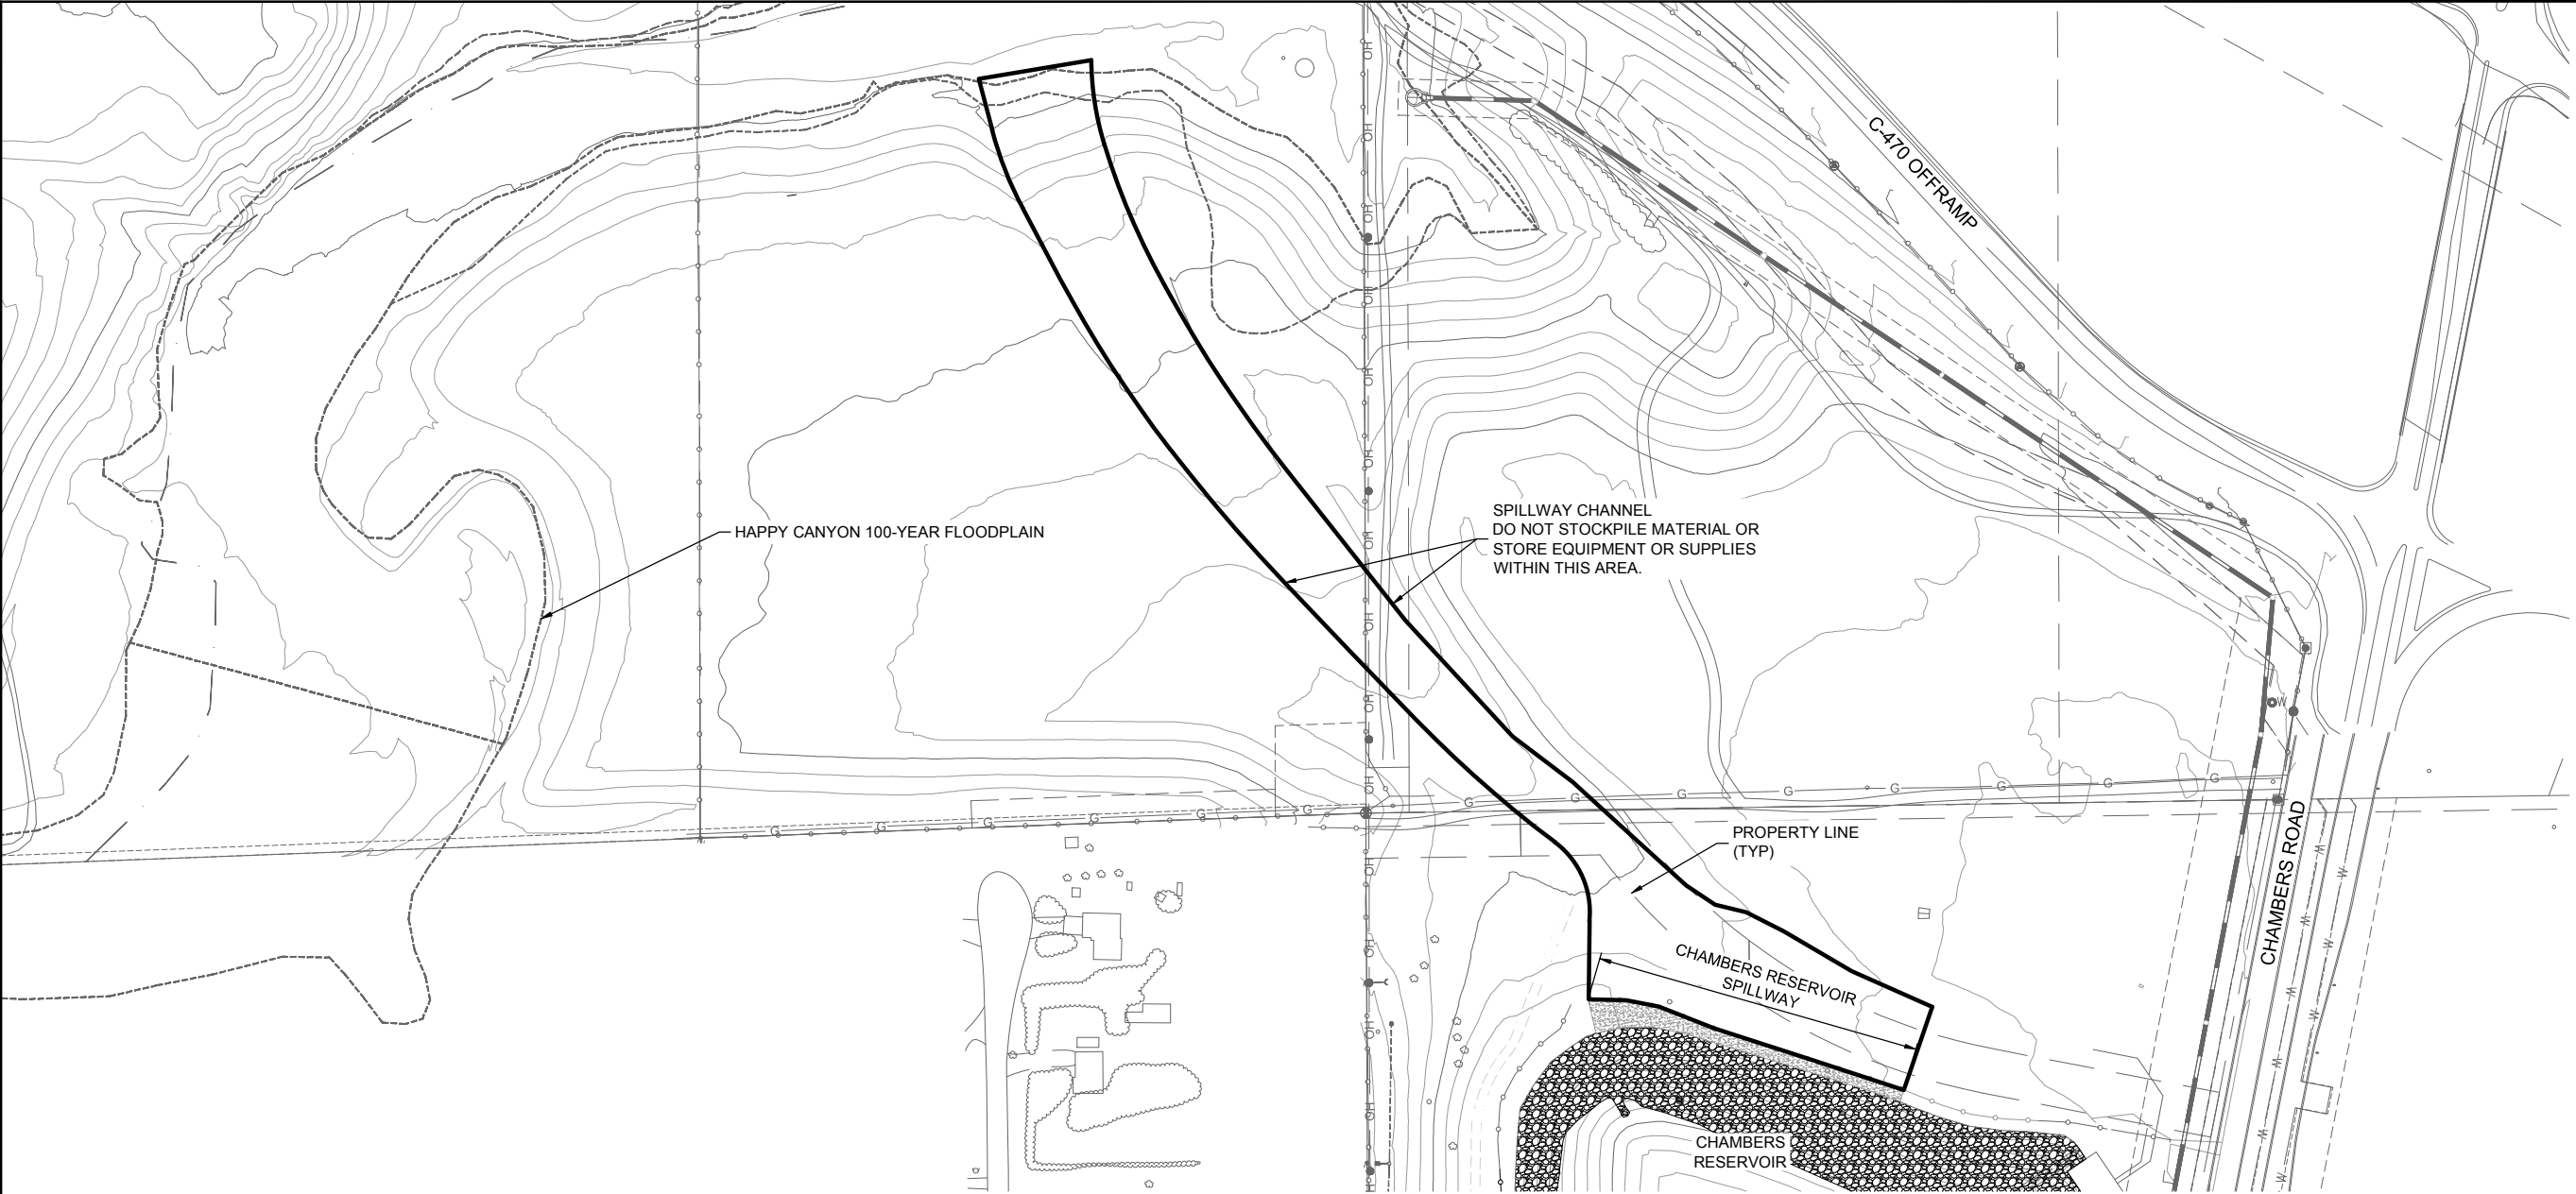 C-470 OFFRAMP
HAPPY CANYON 100-YEAR FLOODPLAIN
SPILLWAY CHANNEL
DO NOT STOCKPILE MATERIAL OR
STORE EQUIPMENT OR SUPPLIES
WITHIN THIS AREA.
PROPERTY LINE
(TYP)
CHAMBERS ROAD
CHAMBERS RESERVOIR
SPILLWAY
CHAMBERS
RESERVOIR